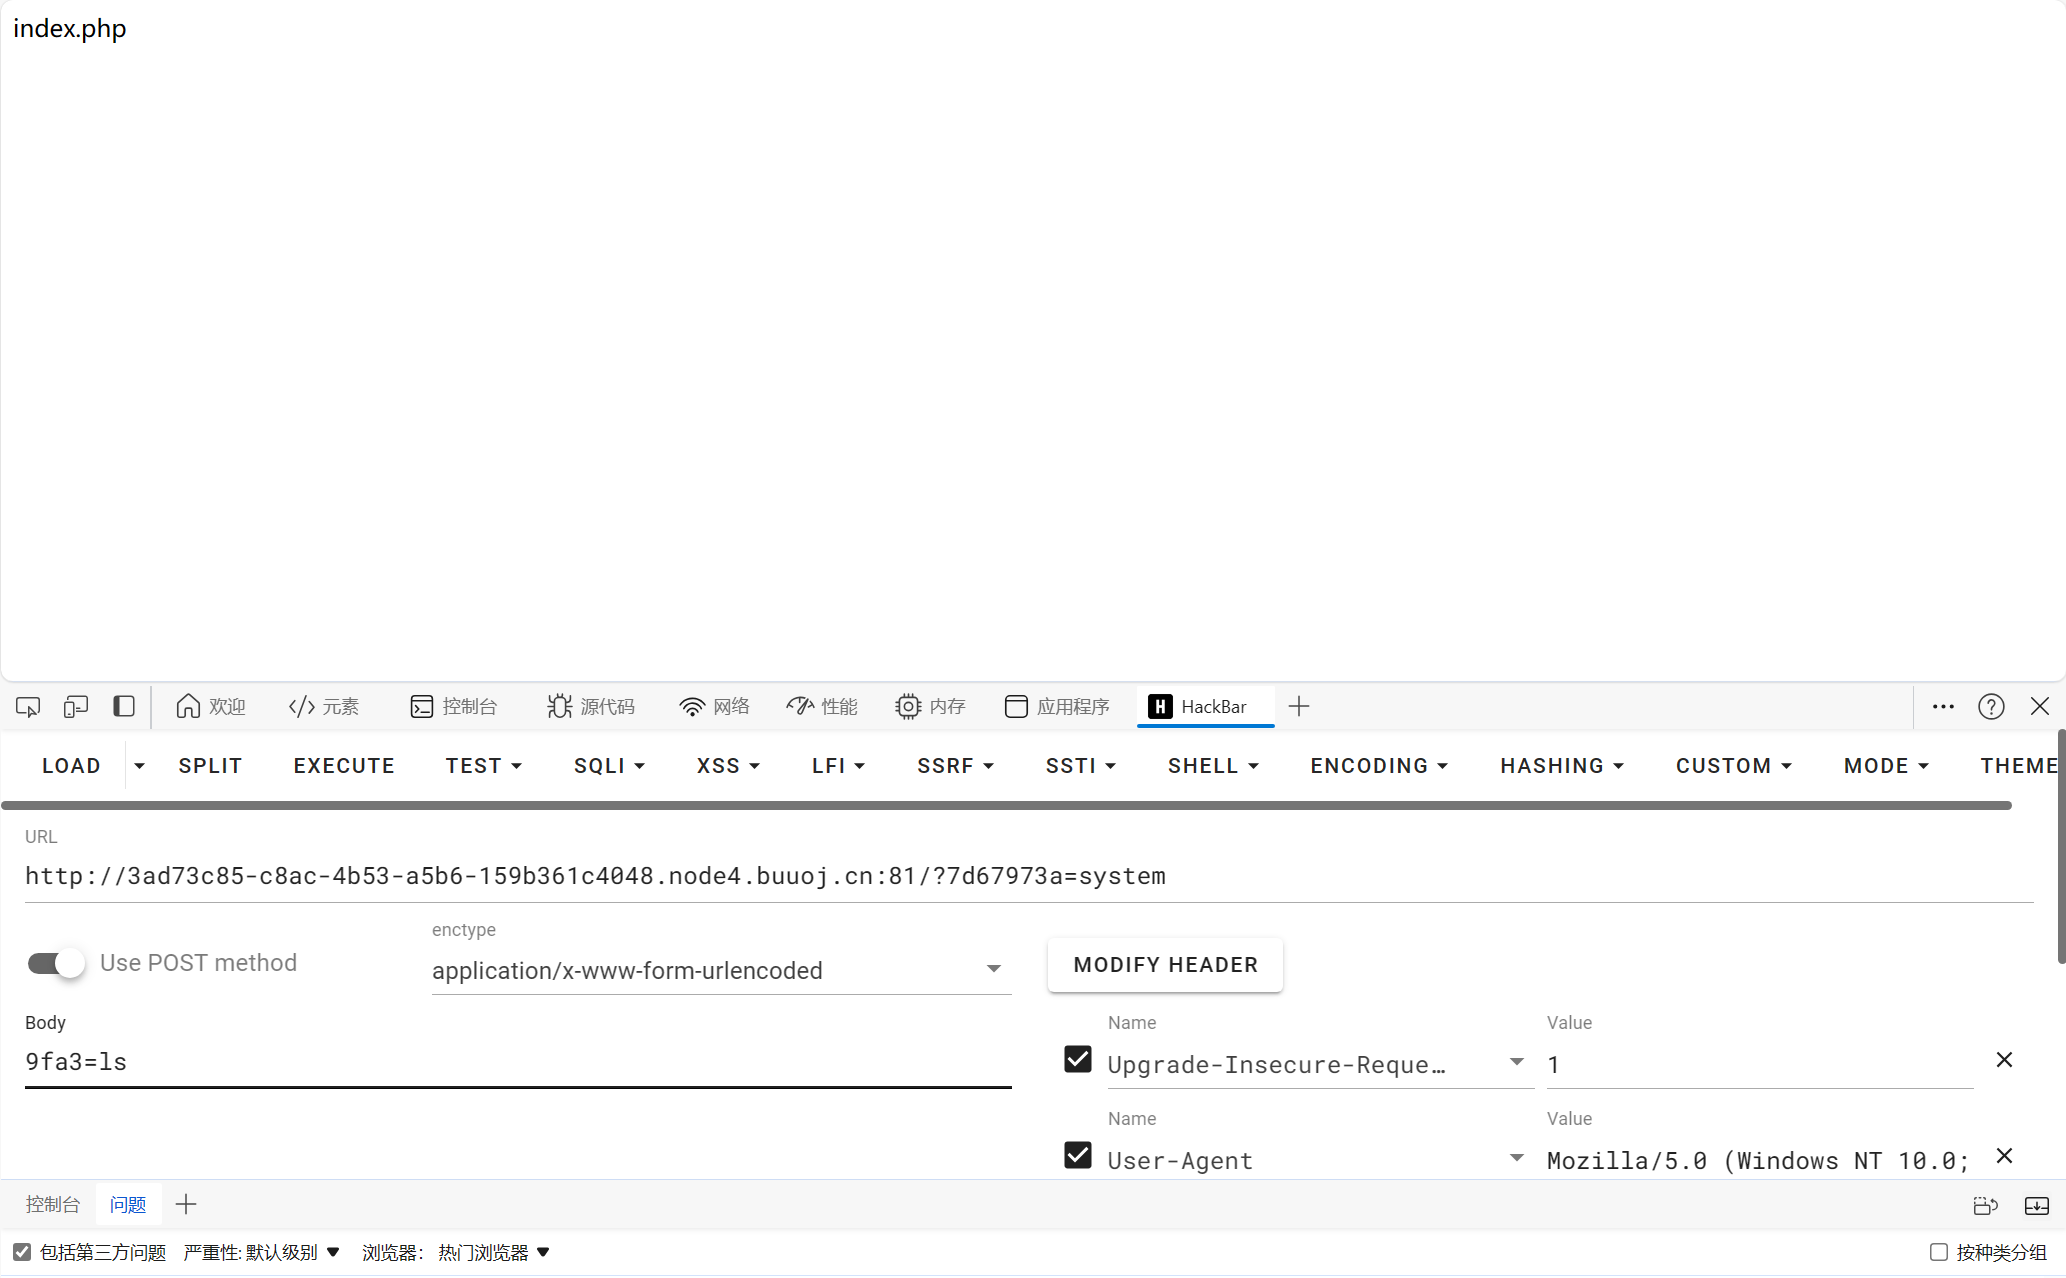 index.php
欢迎 元素 控制台 源代码 网络 性能 内存 应用程序 HackBar
LOAD SPLIT EXECUTE TEST SQLI XSS LFI SSRF SSTI SHELL ENCODING HASHING CUSTOM MODE THEME
URL
http://3ad73c85-c8ac-4b53-a5b6-159b361c4048.node4.buuoj.cn:81/?7d67973a=system
enctype
Use POST method
application/x-www-form-urlencoded
MODIFY HEADER
Body
Name Value
9fa3=ls
Upgrade-Insecure-Reque… 1
Name Value
User-Agent Mozilla/5.0 (Windows NT 10.0;
控制台 问题
包括第三方问题 严重性: 默认级别 浏览器: 热门浏览器 按种类分组